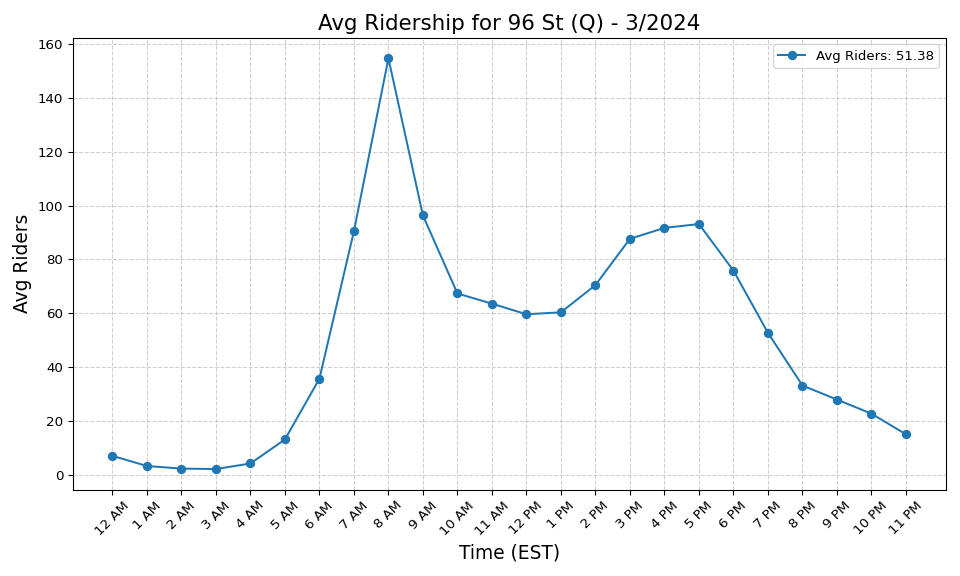 Avg Ridership for 96 St (Q) - 3/2024
Avg Riders: 51.38
160
140
120
100
80
60
40
20
0
Avg Riders
12 AM
1 AM
2 AM
3 AM
4 AM
5 AM
6 AM
7 AM
8 AM
9 AM
10 AM
11 AM
12 PM
1 PM
2 PM
3 PM
4 PM
5 PM
6 PM
7 PM
8 PM
9 PM
10 PM
11 PM
Time (EST)